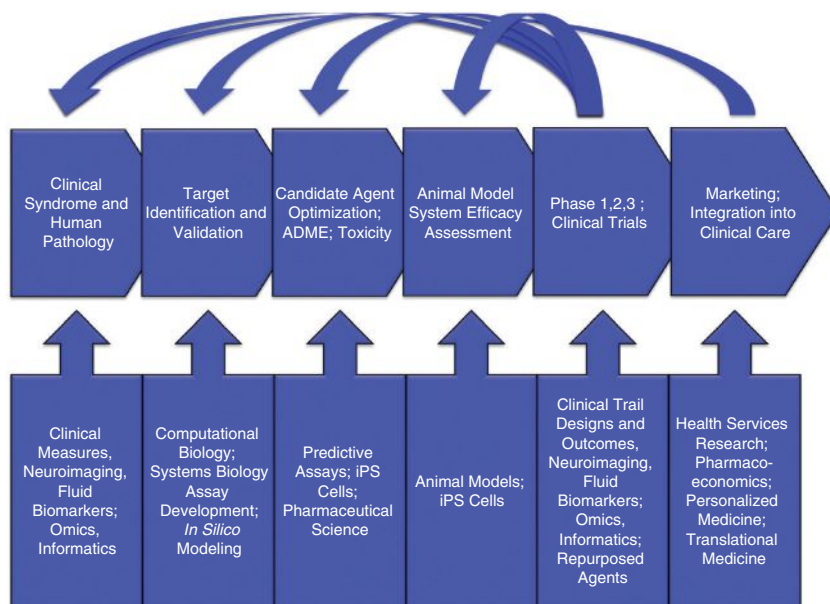 Clinical
Syndrome and
Human
Pathology
Target
Identification and
Validation
Candidate Agent
Optimization;
ADME; Toxicity
Animal Model
System Efficacy
Assessment
Phase 1,2,3 ;
Clinical Trials
Marketing;
Integration into
Clinical Care
Clinical
Measures,
Neuroimaging,
Fluid
Biomarkers;
Omics,
Informatics
Computational
Biology;
Systems Biology
Assay
Development;
In Silico
Modeling
Predictive
Assays; iPS
Cells;
Pharmaceutical
Science
Animal Models;
iPS Cells
Clinical Trail
Designs and
Outcomes,
Neuroimaging,
Fluid
Biomarkers;
Omics,
Informatics;
Repurposed
Agents
Health Services
Research;
Pharmaco-
economics;
Personalized
Medicine;
Translational
Medicine